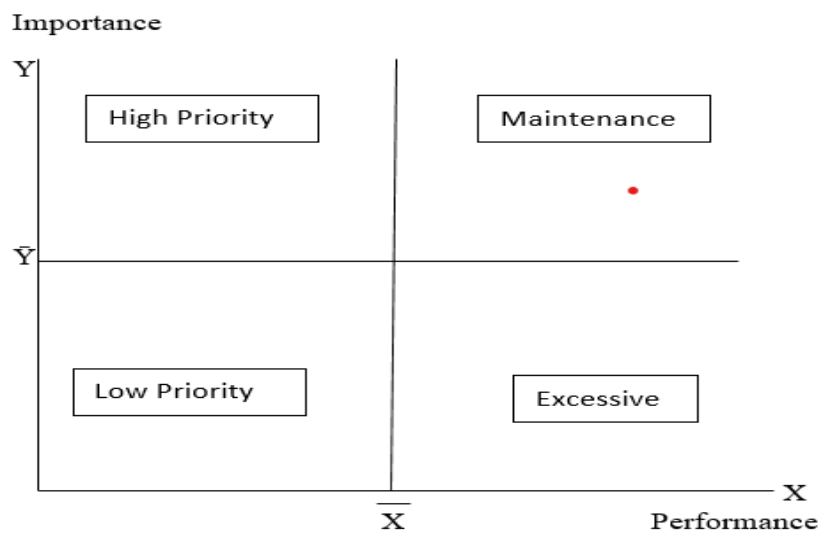 Importance
Y
High Priority
Maintenance
Ȳ
Low Priority
Excessive
X
X̄
Performance